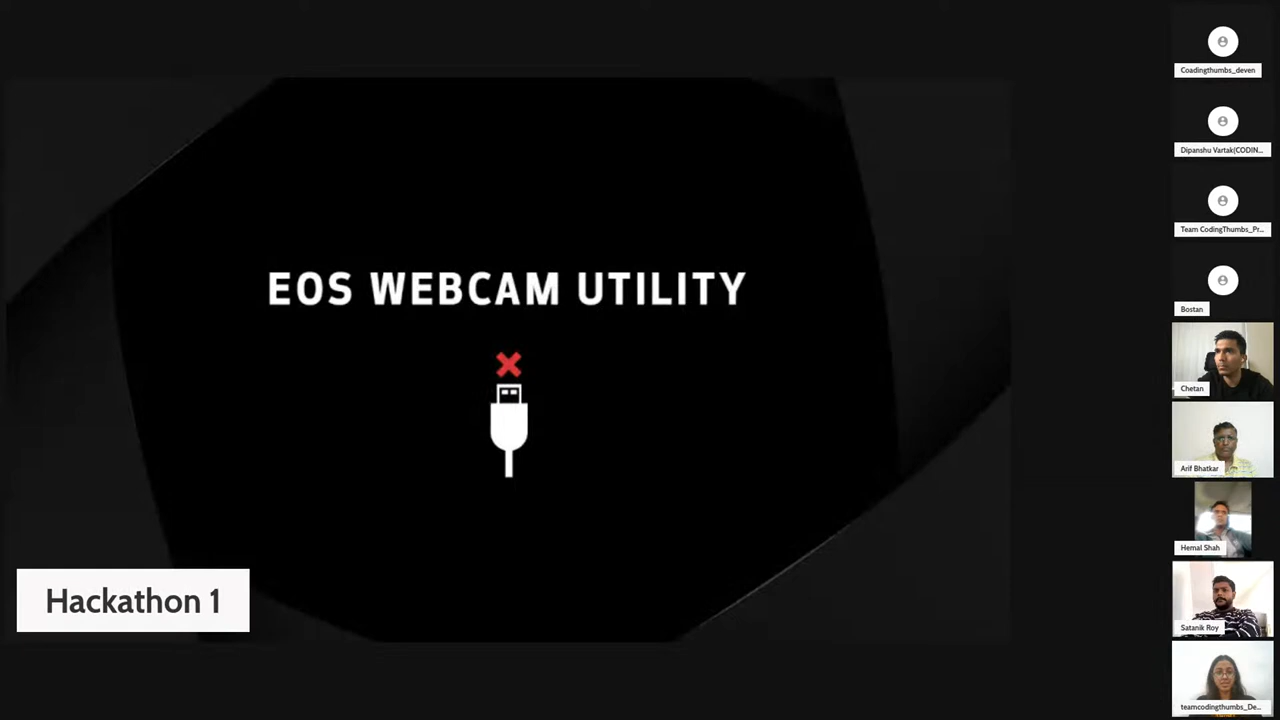 EOS WEBCAM UTILITY
Hackathon 1
Coadingthumbs_deven
Dipanshu Vartak(CODIN...
Team CodingThumbs_Pr...
Bostan
Chetan
Arif Bhatkar
Hemal Shah
Satanik Roy
teamcodingthumbs_De...